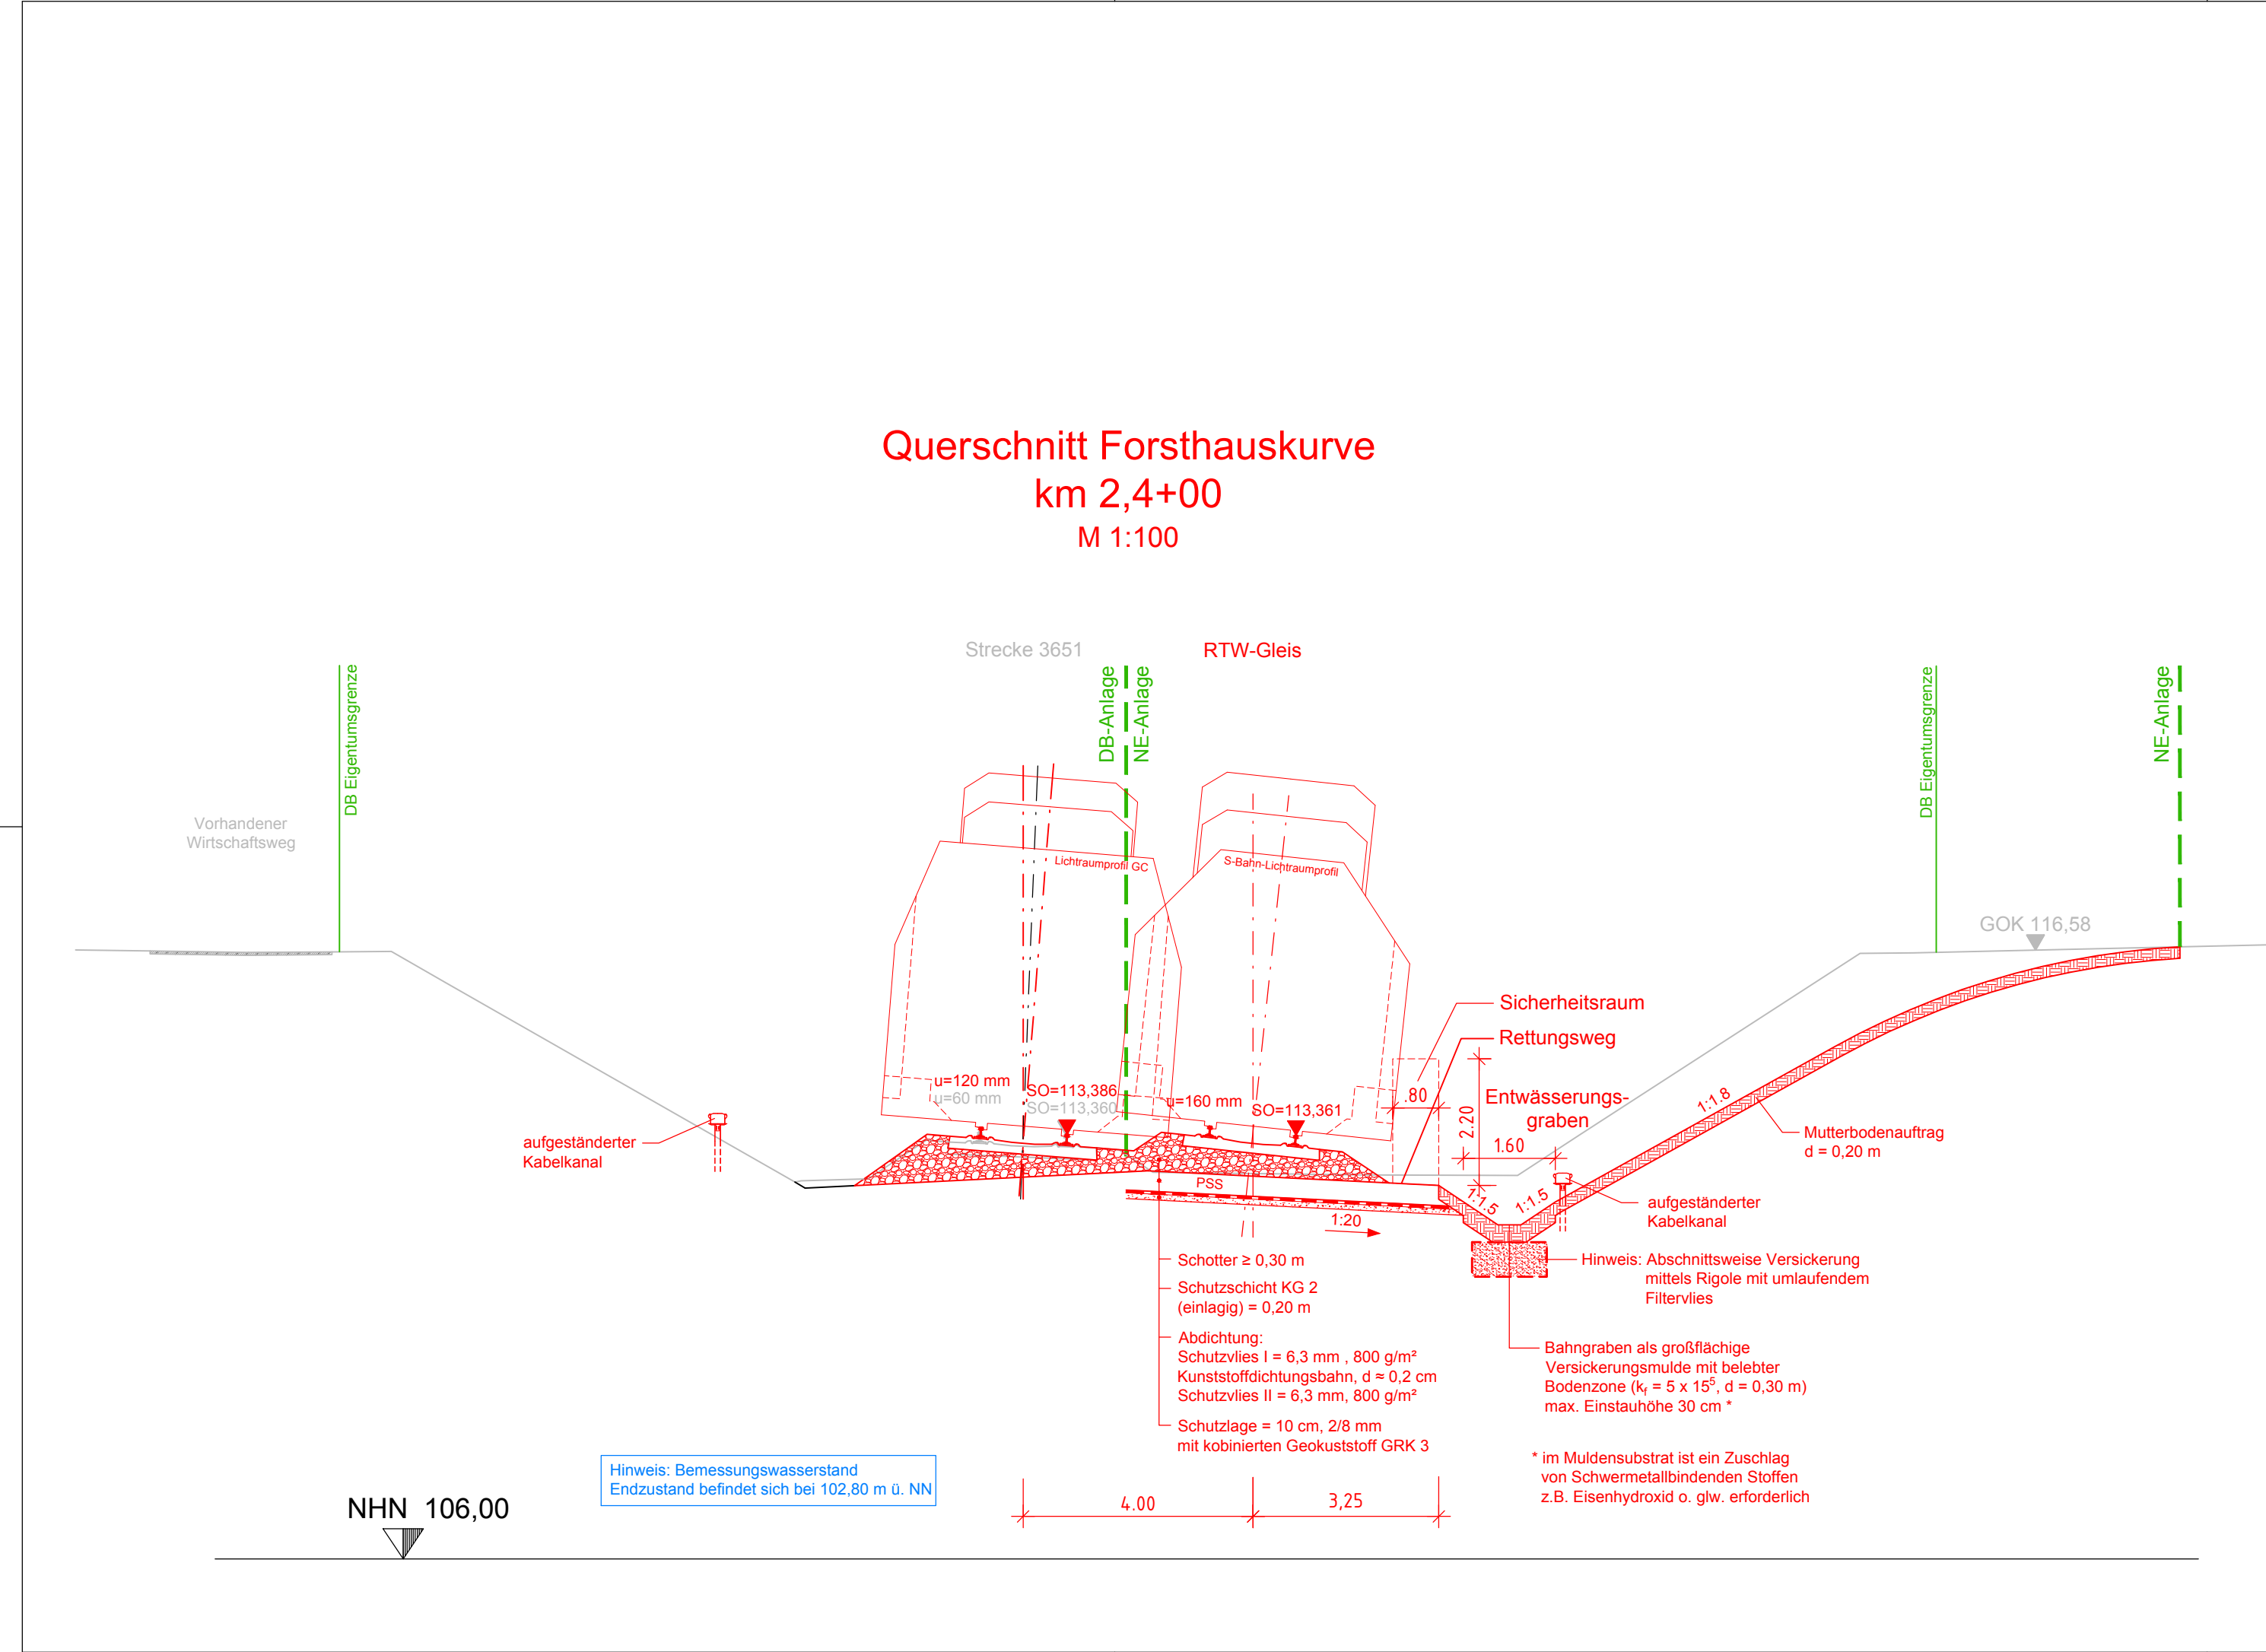 Querschnitt Forsthauskurve
km 2,4+00
M 1:100
Strecke 3651
RTW-Gleis
DB Eigentumsgrenze
DB-Anlage
NE-Anlage
DB Eigentumsgrenze
NE-Anlage
Vorhandener
Wirtschaftsweg
Lichtraumprofil GC
S-Bahn-Lichtraumprofil
GOK 116,58
Sicherheitsraum
Rettungsweg
u=120 mm
u=60 mm
SO=113,386
SO=113,360
u=160 mm
SO=113,361
.80
2.20
Entwässerungs-
graben
1.60
1:1.8
Mutterbodenauftrag
d = 0,20 m
aufgeständerter
Kabelkanal
PSS
1:20
1:1.5
1:1.5
aufgeständerter
Kabelkanal
Schotter ≥ 0,30 m
Schutzschicht KG 2
(einlagig) = 0,20 m
Abdichtung:
Schutzvlies I = 6,3 mm , 800 g/m²
Kunststoffdichtungsbahn, d ≈ 0,2 cm
Schutzvlies II = 6,3 mm, 800 g/m²
Schutzlage = 10 cm, 2/8 mm
mit kobinierten Geokuststoff GRK 3
Hinweis: Abschnittsweise Versickerung
mittels Rigole mit umlaufendem
Filtervlies
Bahngraben als großflächige
Versickerungsmulde mit belebter
Bodenzone (kf = 5 x 15⁵, d = 0,30 m)
max. Einstauhöhe 30 cm *
* im Muldensubstrat ist ein Zuschlag
von Schwermetallbindenden Stoffen
z.B. Eisenhydroxid o. glw. erforderlich
Hinweis: Bemessungswasserstand
Endzustand befindet sich bei 102,80 m ü. NN
4.00
3,25
NHN 106,00